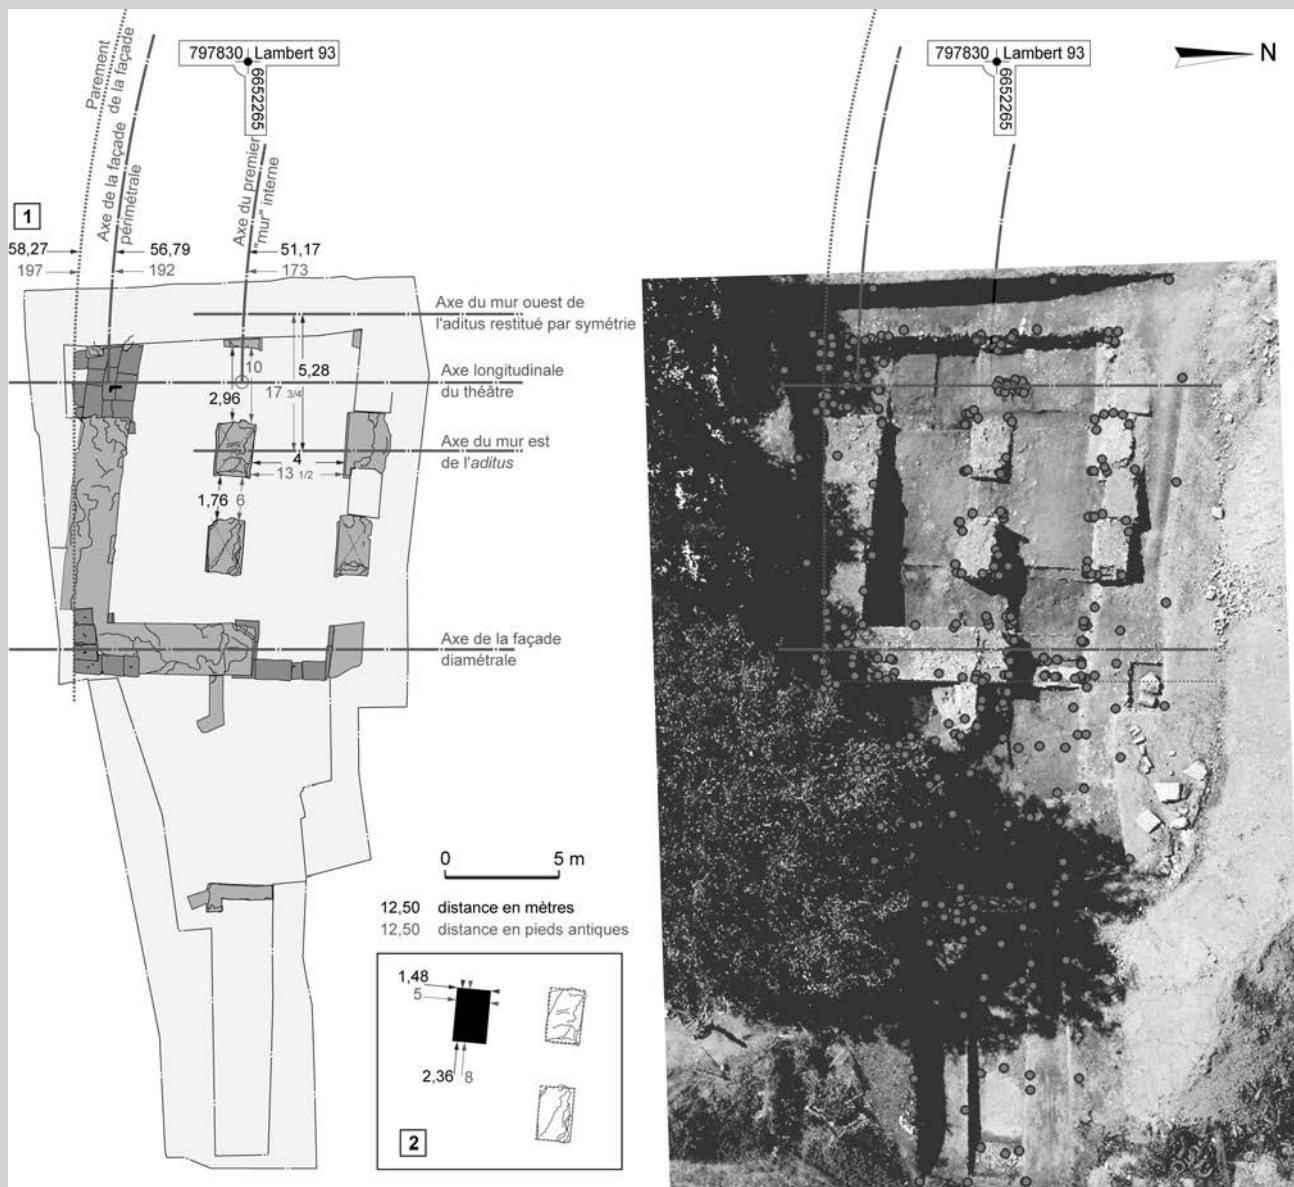 797830 Lambert 93
6652265
Parement
de la façade
Axe de la façade
périmétrale
Axe du premier
"mur" interne
1
58,27
56,79
51,17
197
192
173
Axe du mur ouest de
l'aditus restitué par symétrie
10
5,28
Axe longitudinale
du théâtre
17 3/4
2,96
Axe du mur est
de l'aditus
4
13 1/2
1,76
6
Axe de la façade
diamétrale
0
5 m
12,50 distance en mètres
12,50 distance en pieds antiques
1,48
5
2,36
8
2
797830 Lambert 93
6652265
N